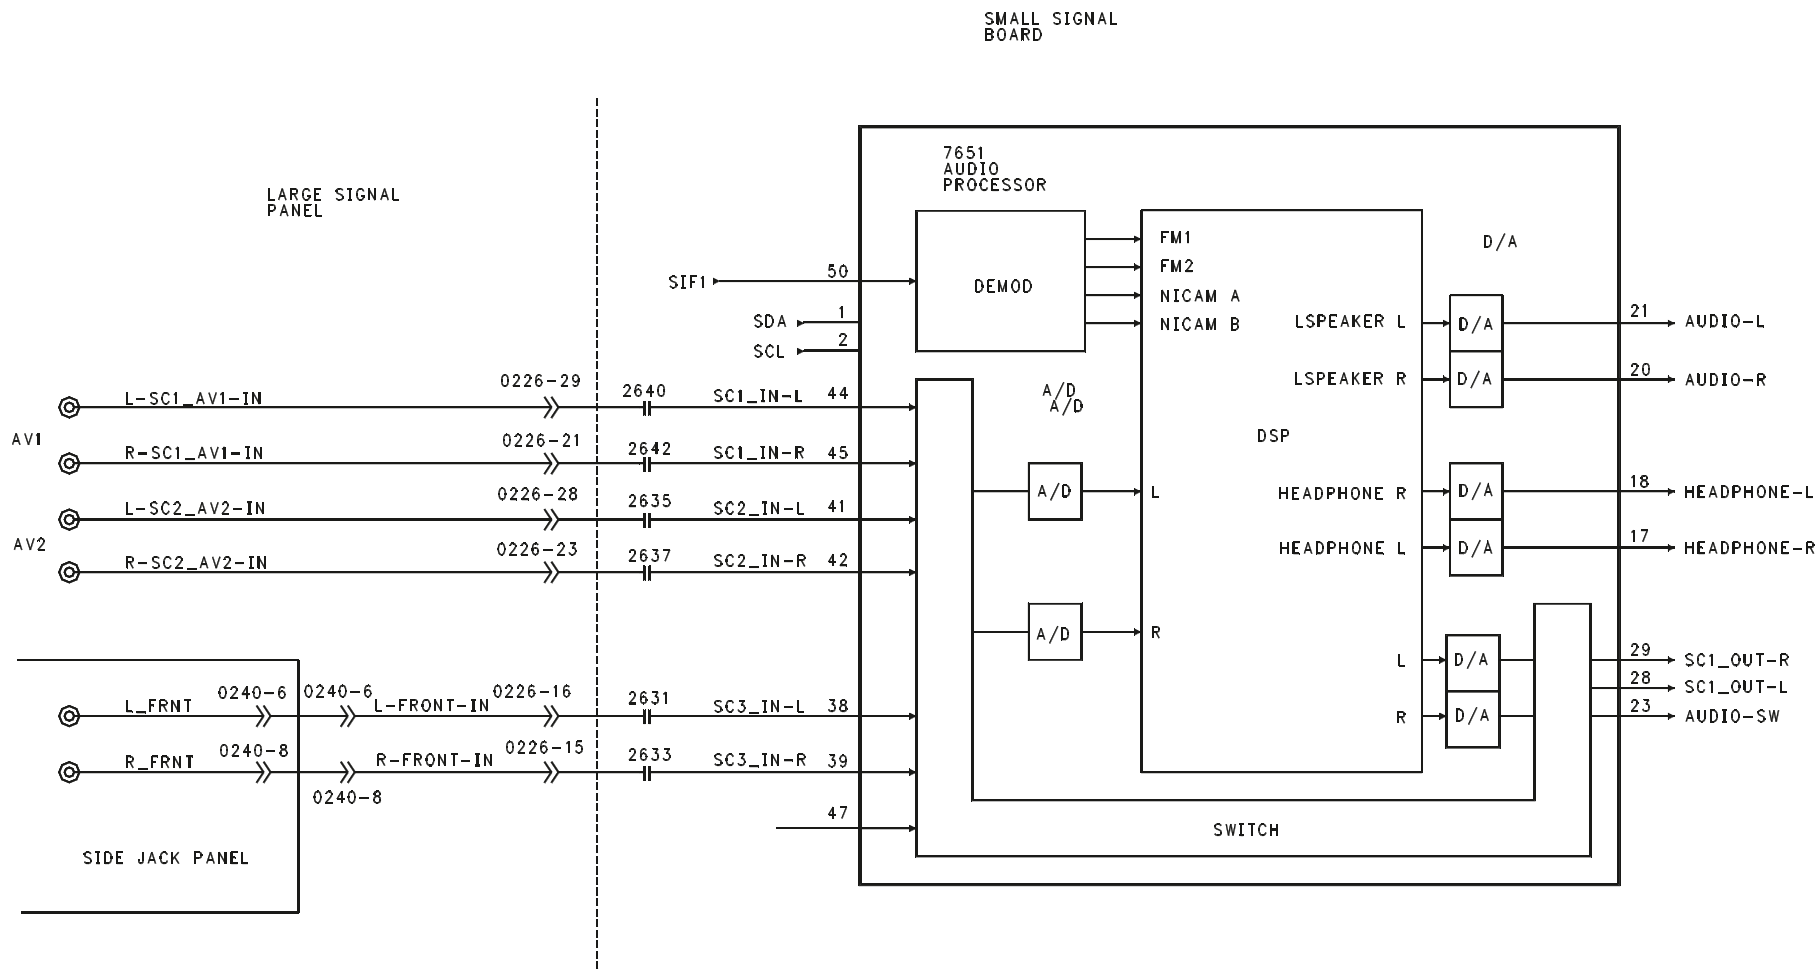 SMALL SIGNAL
BOARD
LARGE SIGNAL
PANEL
7651
AUDIO
PROCESSOR
DEMOD
FM1
FM2
NICAM A
NICAM B
D/A
SIF1
50
SDA
1
SCL
2
LSPEAKER L
D/A
21
AUDIO-L
LSPEAKER R
D/A
20
AUDIO-R
AV1
L-SC1_AV1-IN
0226-29
2640
SC1_IN-L
44
R-SC1_AV1-IN
0226-21
2642
SC1_IN-R
45
A/D
A/D
DSP
AV2
L-SC2_AV2-IN
0226-28
2635
SC2_IN-L
41
R-SC2_AV2-IN
0226-23
2637
SC2_IN-R
42
A/D
L
HEADPHONE R
D/A
18
HEADPHONE-L
HEADPHONE L
D/A
17
HEADPHONE-R
A/D
R
L
D/A
29
SC1_OUT-R
28
SC1_OUT-L
R
D/A
23
AUDIO-SW
L_FRNT
0240-6
0240-6
L-FRONT-IN
0226-16
2631
SC3_IN-L
38
R_FRNT
0240-8
0240-8
R-FRONT-IN
0226-15
2633
SC3_IN-R
39
47
SWITCH
SIDE JACK PANEL